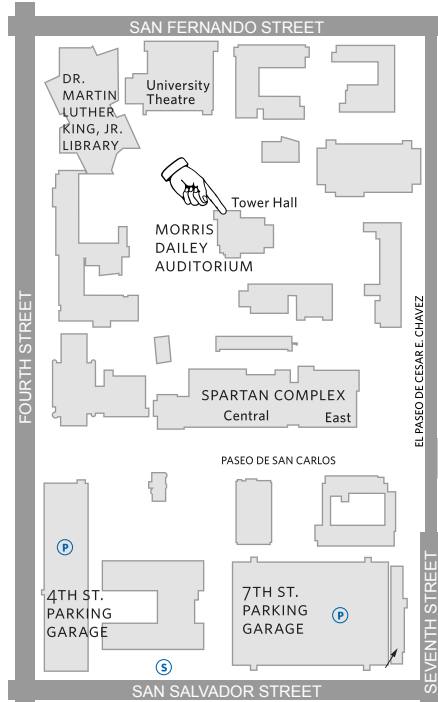 SAN FERNANDO STREET
DR.
MARTIN
LUTHER
KING, JR.
LIBRARY
University
Theatre
Tower Hall
MORRIS
DAILEY
AUDITORIUM
FOURTH STREET
EL PASEO DE CESAR E. CHAVEZ
SPARTAN COMPLEX
Central
East
PASEO DE SAN CARLOS
P
4TH ST.
PARKING
GARAGE
7TH ST.
PARKING
GARAGE
P
SEVENTH STREET
S
SAN SALVADOR STREET